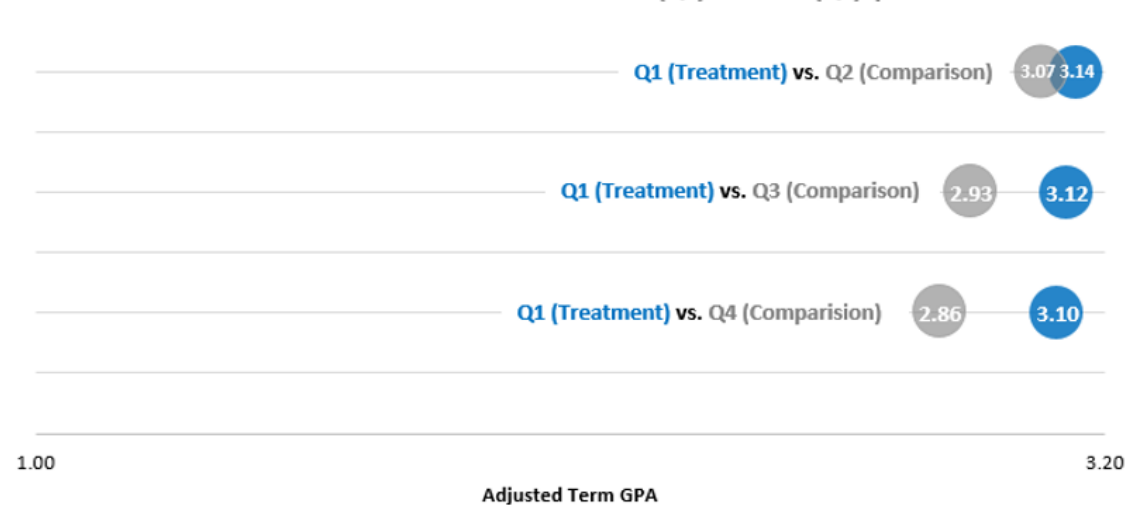 Q1 (Treatment) vs. Q2 (Comparison) 3.07 3.14
Q1 (Treatment) vs. Q3 (Comparison) 2.93 3.12
Q1 (Treatment) vs. Q4 (Comparision) 2.86 3.10
1.00 3.20
Adjusted Term GPA